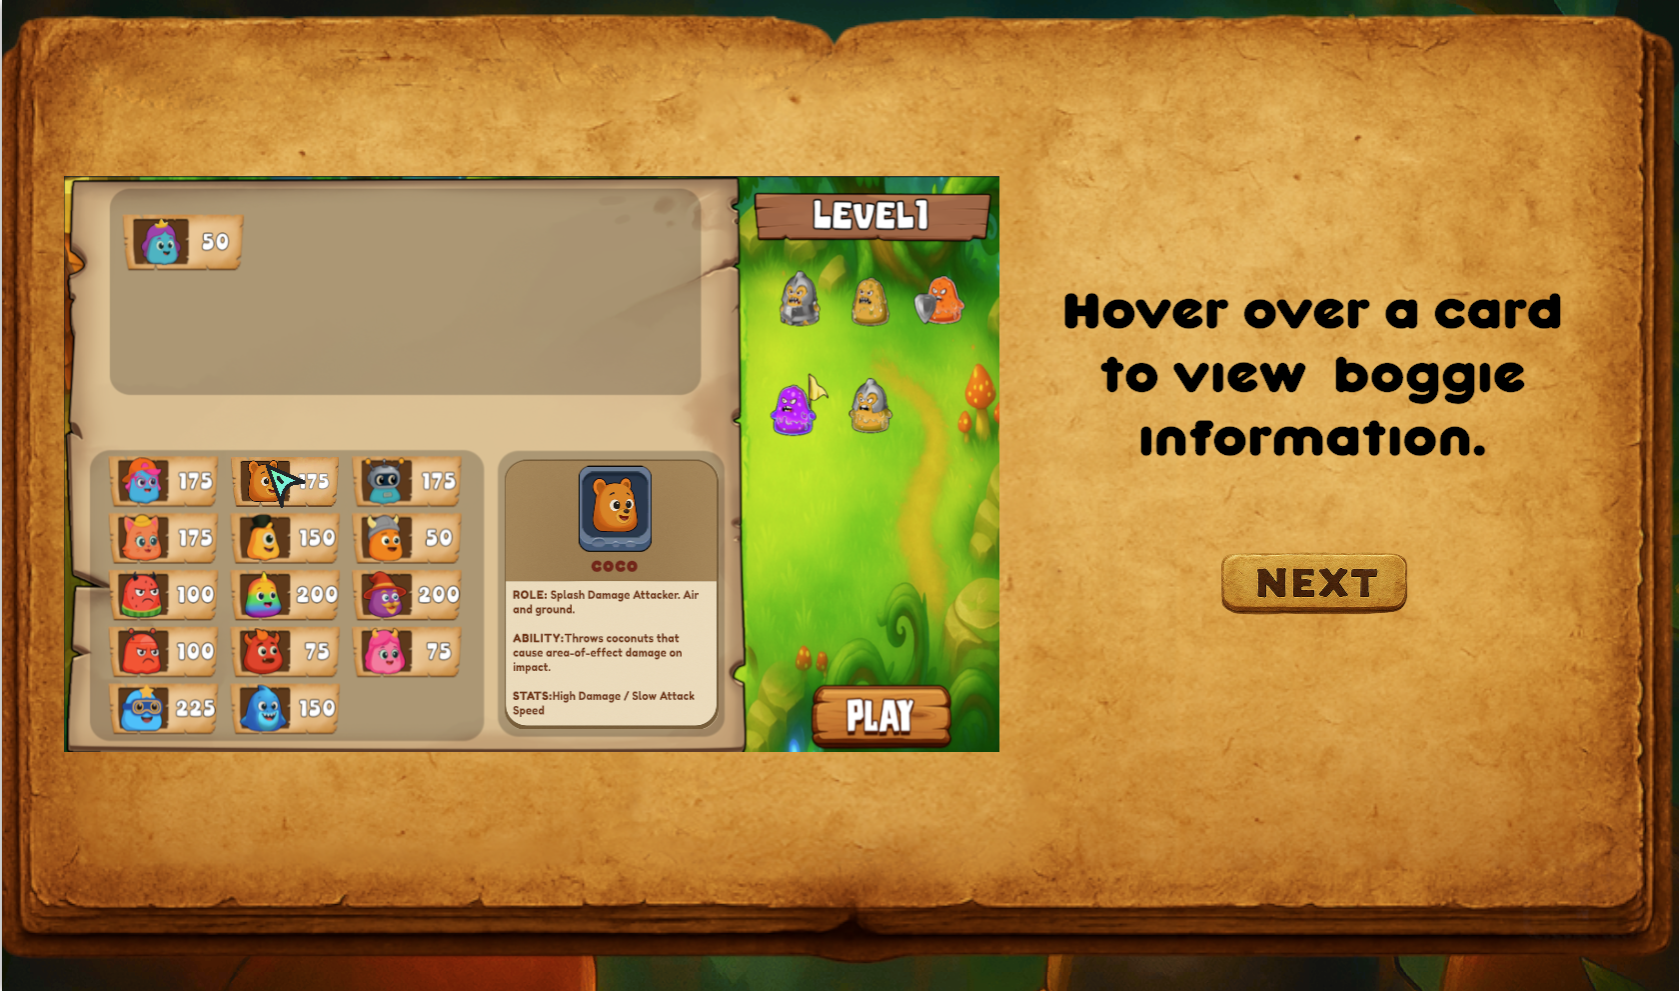 50
LEVEL1
175
175
175
150
50
100
200
200
100
75
75
225
150
COCO
ROLE: Splash Damage Attacker. Air
and ground.
ABILITY:Throws coconuts that
cause area-of-effect damage on
impact.
STATS:High Damage / Slow Attack
Speed
PLAY
Hover over a card
to view boggie
information.
NEXT